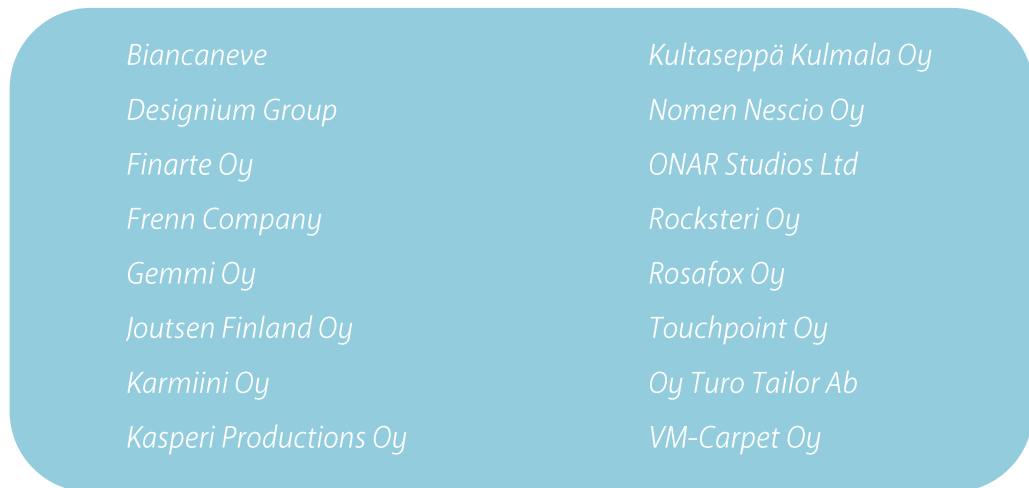 Biancaneve
Designium Group
Finarte Oy
Frenn Company
Gemmi Oy
Joutsen Finland Oy
Karmiini Oy
Kasperi Productions Oy
Kultaseppä Kulmala Oy
Nomen Nescio Oy
ONAR Studios Ltd
Rocksteri Oy
Rosafox Oy
Touchpoint Oy
Oy Turo Tailor Ab
VM-Carpet Oy